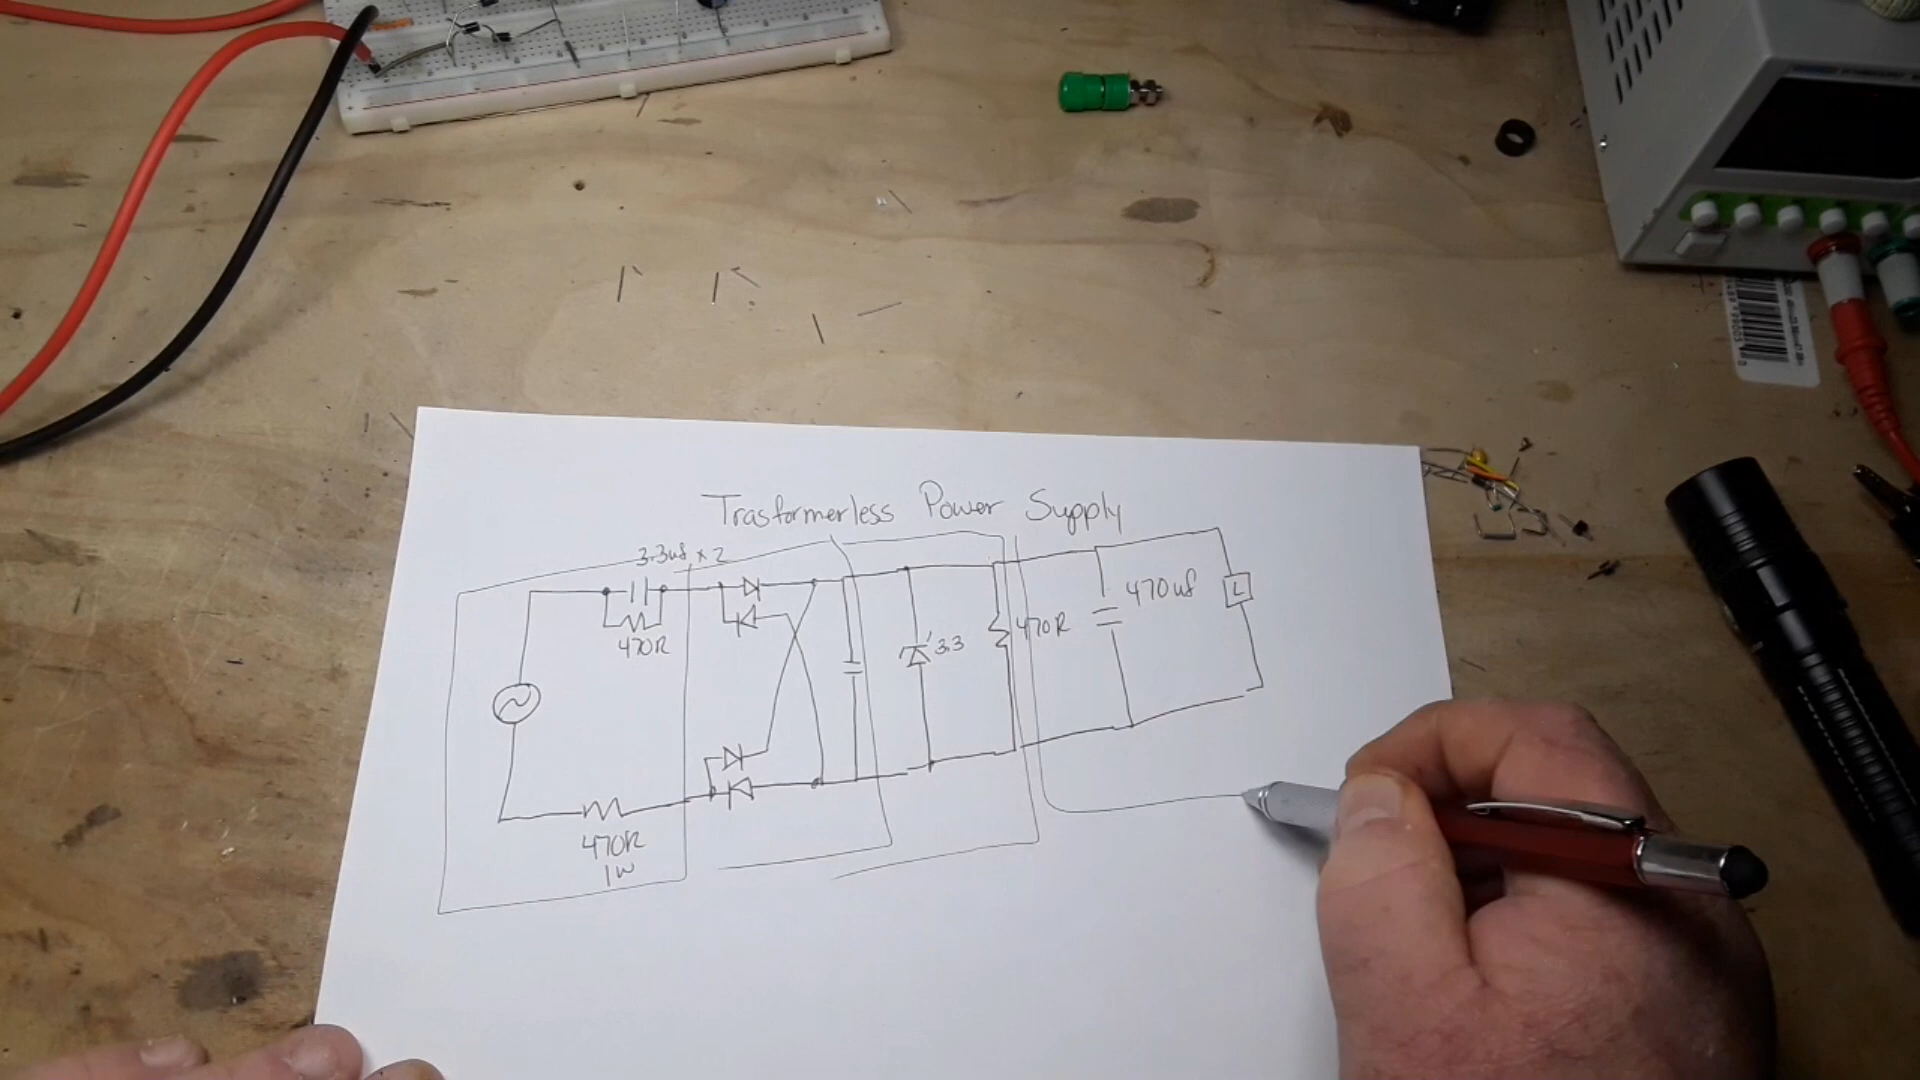 Trasformerless Power Supply
3.3uf x 2
470R
3.3
470R
470uf
L
470R
1W